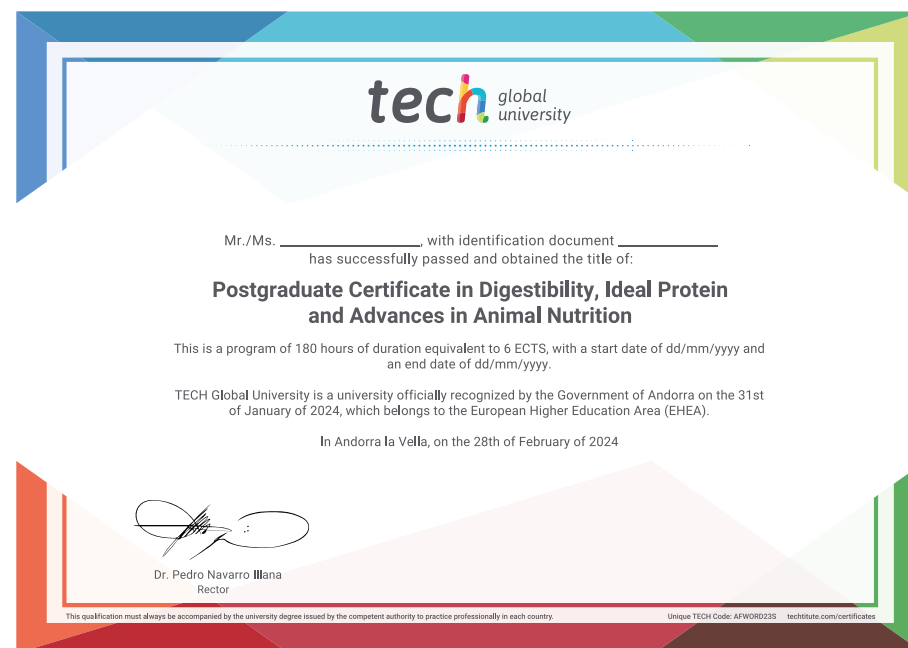 tech global
university
Mr./Ms. ____________, with identification document ____________
has successfully passed and obtained the title of:
Postgraduate Certificate in Digestibility, Ideal Protein
and Advances in Animal Nutrition
This is a program of 180 hours of duration equivalent to 6 ECTS, with a start date of dd/mm/yyyy and
an end date of dd/mm/yyyy.
TECH Global University is a university officially recognized by the Government of Andorra on the 31st
of January of 2024, which belongs to the European Higher Education Area (EHEA).
In Andorra la Vella, on the 28th of February of 2024
Dr. Pedro Navarro Illana
Rector
This qualification must always be accompanied by the university degree issued by the competent authority to practice professionally in each country. Unique TECH Code: AFWORD23S techtitute.com/certificates